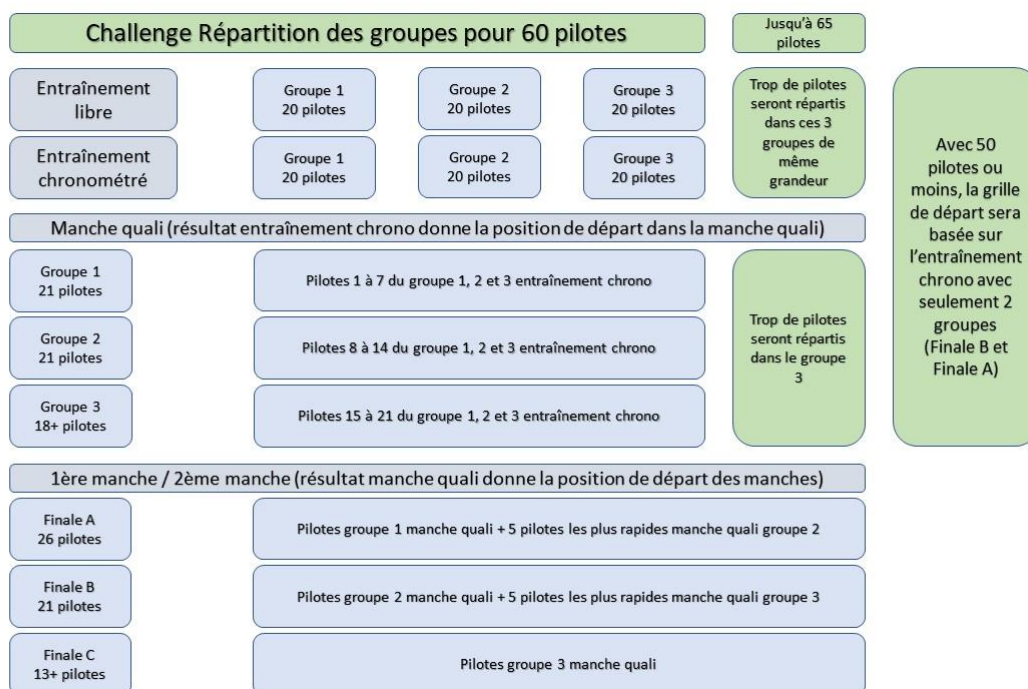 Challenge Répartition des groupes pour 60 pilotes
Jusqu'à 65
pilotes
Entraînement
libre
Groupe 1
20 pilotes
Groupe 2
20 pilotes
Groupe 3
20 pilotes
Entraînement
chronométré
Groupe 1
20 pilotes
Groupe 2
20 pilotes
Groupe 3
20 pilotes
Trop de pilotes
seront répartis
dans ces 3
groupes de
même
grandeur
Avec 50
pilotes ou
moins, la grille
de départ sera
basée sur
l'entraînement
chrono avec
seulement 2
groupes
(Finale B et
Finale A)
Manche quali (résultat entraînement chrono donne la position de départ dans la manche quali)
Groupe 1
21 pilotes
Pilotes 1 à 7 du groupe 1, 2 et 3 entraînement chrono
Groupe 2
21 pilotes
Pilotes 8 à 14 du groupe 1, 2 et 3 entraînement chrono
Groupe 3
18+ pilotes
Pilotes 15 à 21 du groupe 1, 2 et 3 entraînement chrono
Trop de pilotes
seront répartis
dans le groupe
3
1ère manche / 2ème manche (résultat manche quali donne la position de départ des manches)
Finale A
26 pilotes
Pilotes groupe 1 manche quali + 5 pilotes les plus rapides manche quali groupe 2
Finale B
21 pilotes
Pilotes groupe 2 manche quali + 5 pilotes les plus rapides manche quali groupe 3
Finale C
13+ pilotes
Pilotes groupe 3 manche quali